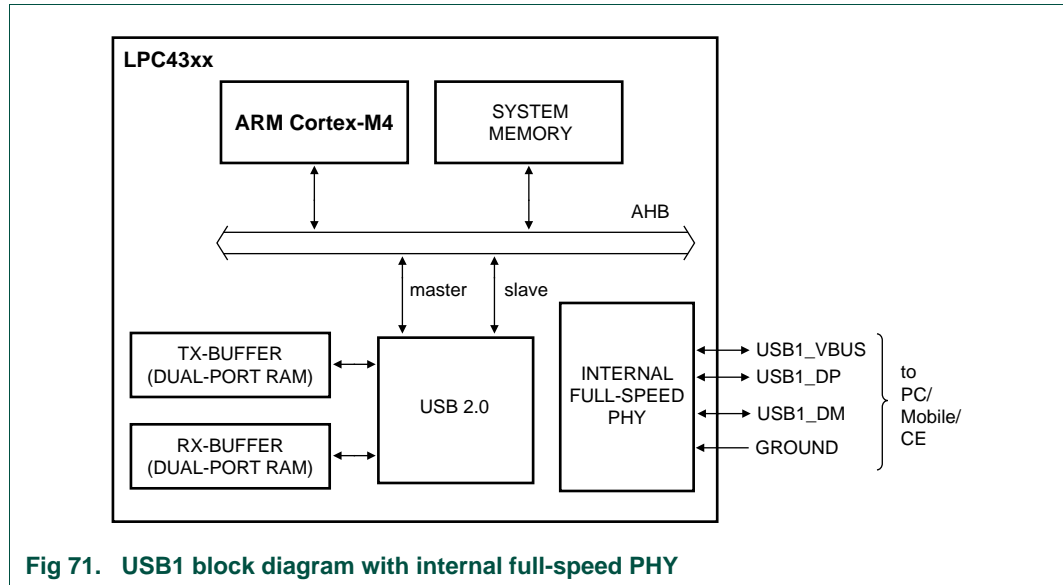 LPC43xx
ARM Cortex-M4
SYSTEM
MEMORY
AHB
master
slave
TX-BUFFER
(DUAL-PORT RAM)
RX-BUFFER
(DUAL-PORT RAM)
USB 2.0
INTERNAL
FULL-SPEED
PHY
USB1_VBUS
USB1_DP
USB1_DM
GROUND
to
PC/
Mobile/
CE
Fig 71. USB1 block diagram with internal full-speed PHY